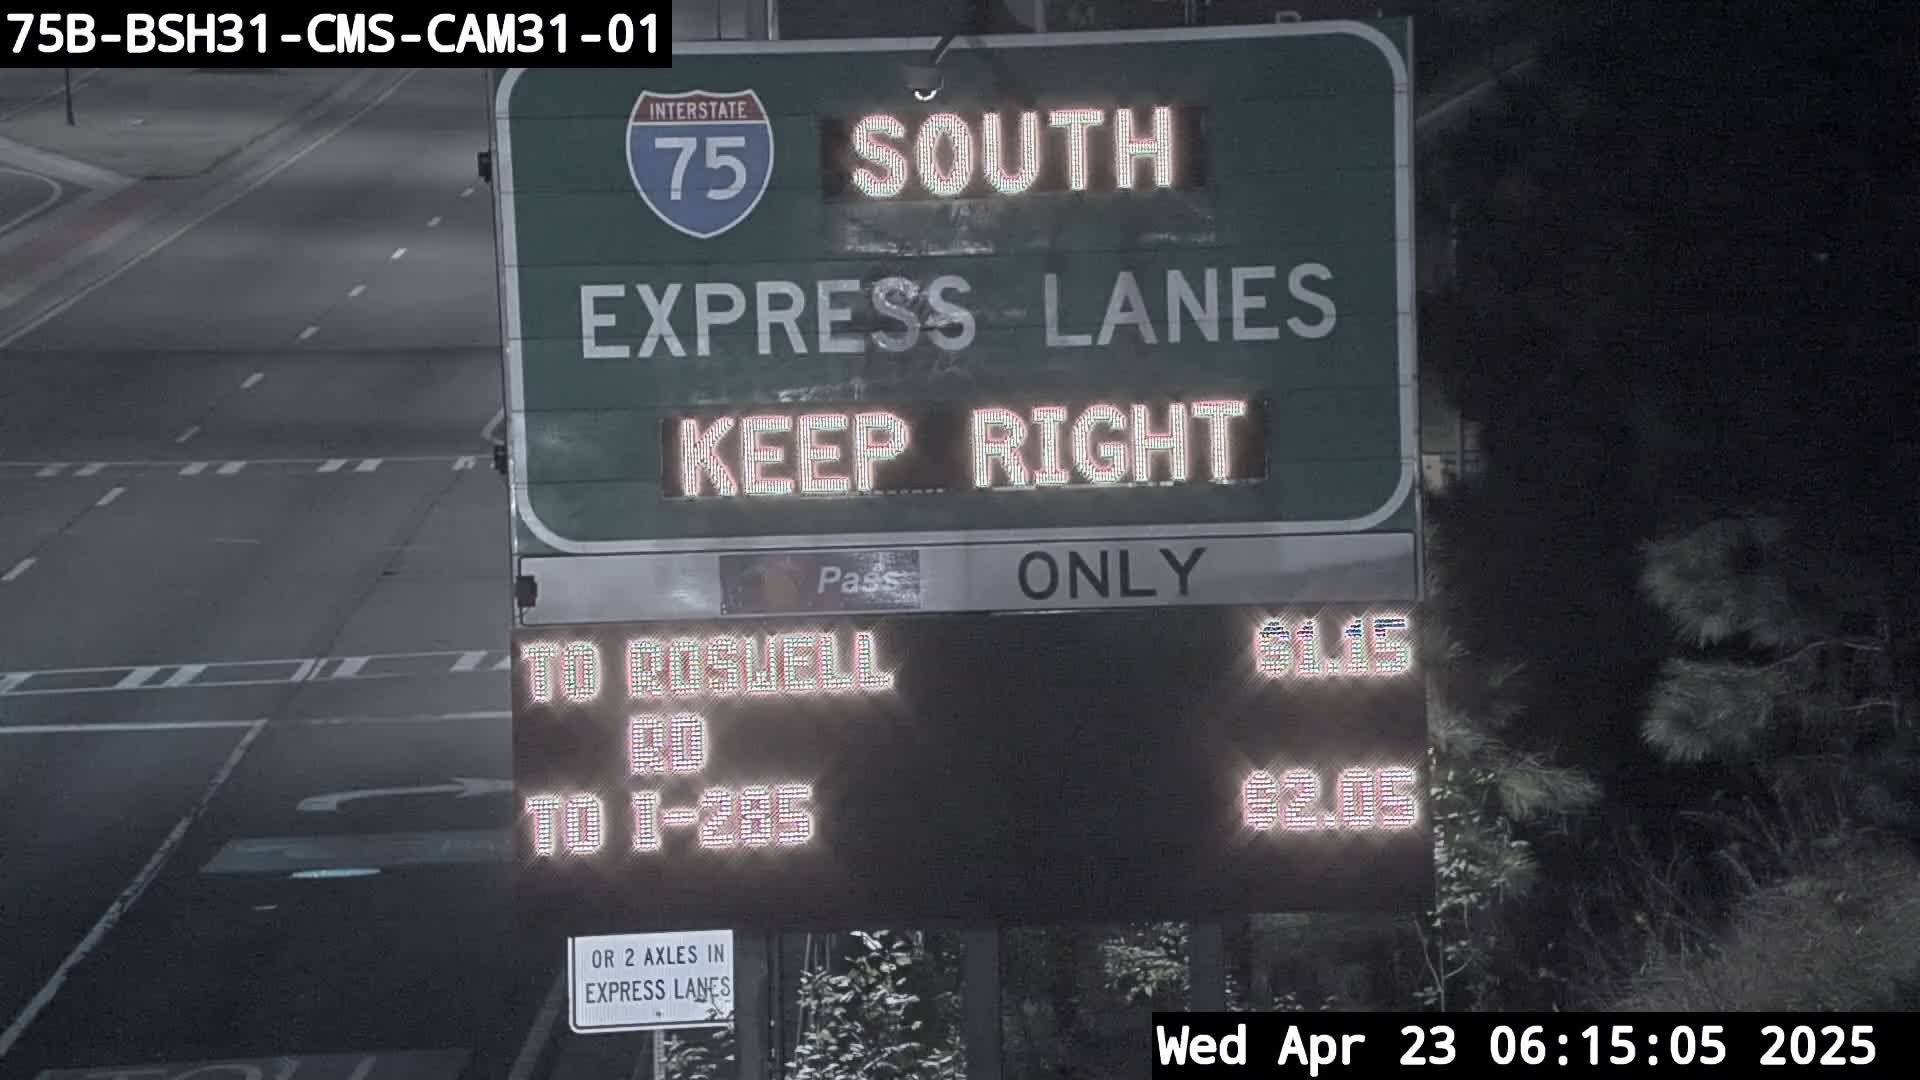 75B-BSH31-CMS-CAM31-01
INTERSTATE
75
SOUTH
EXPRESS LANES
KEEP RIGHT
Pass ONLY
TO ROSWELL $1.15
RD
TO I-285 $2.05
OR 2 AXLES IN
EXPRESS LANES
Wed Apr 23 06:15:05 2025